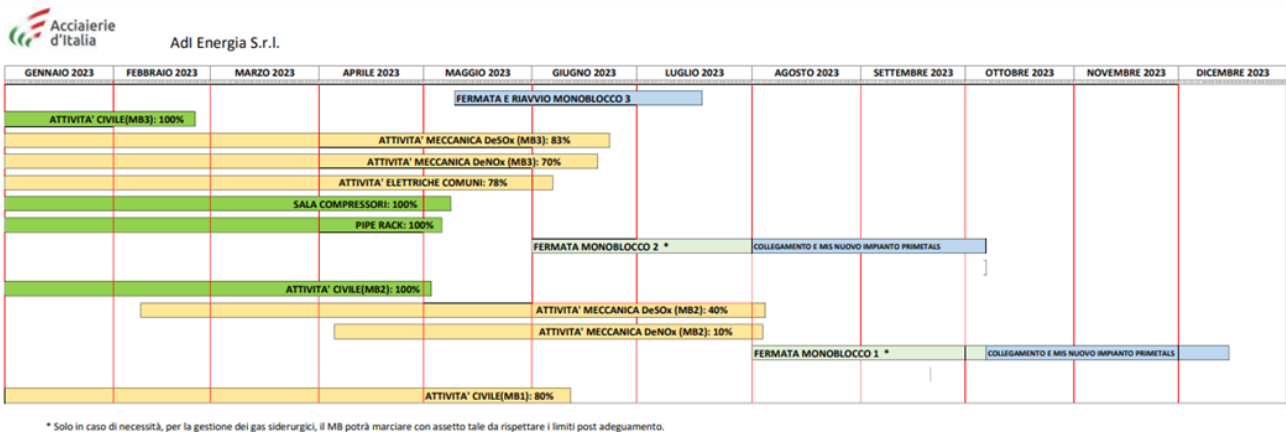 Acciaierie
d'Italia
AdI Energia S.r.l.
GENNAIO 2023 FEBBRAIO 2023 MARZO 2023 APRILE 2023 MAGGIO 2023 GIUGNO 2023 LUGLIO 2023 AGOSTO 2023 SETTEMBRE 2023 OTTOBRE 2023 NOVEMBRE 2023 DICEMBRE 2023
FERMATA E RIAVVIO MONOBLOCCO 3
ATTIVITA' CIVILE(MB3): 100%
ATTIVITA' MECCANICA DeSOx (MB3): 83%
ATTIVITA' MECCANICA DeNOx (MB3): 70%
ATTIVITA' ELETTRICHE COMUNI: 78%
SALA COMPRESSORI: 100%
PIPE RACK: 100%
FERMATA MONOBLOCCO 2 * COLLEGAMENTO E MIS NUOVO IMPIANTO PRIMETALS
ATTIVITA' CIVILE(MB2): 100%
ATTIVITA' MECCANICA DeSOx (MB2): 40%
ATTIVITA' MECCANICA DeNOx (MB2): 10%
FERMATA MONOBLOCCO 1 * COLLEGAMENTO E MIS NUOVO IMPIANTO PRIMETALS
ATTIVITA' CIVILE(MB1): 80%
* Solo in caso di necessità, per la gestione dei gas siderurgici, il MB potrà marciare con assetto tale da rispettare i limiti post adeguamento.